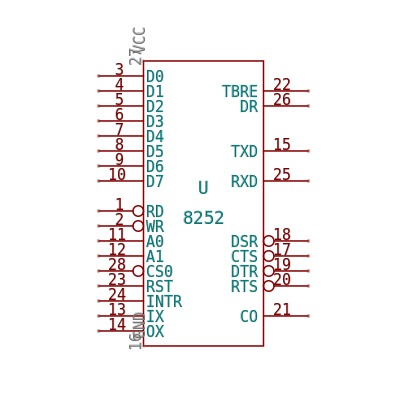 27 VCC
3 D0
4 D1
5 D2
6 D3
7 D4
8 D5
9 D6
10 D7
1 RD
2 WR
11 A0
12 A1
28 CS0
23 RST
24 INTR
13 IX
14 OX
16 GND
U
8252
TBRE 22
DR 26
TXD 15
RXD 25
DSR 18
CTS 17
DTR 19
RTS 20
CO 21